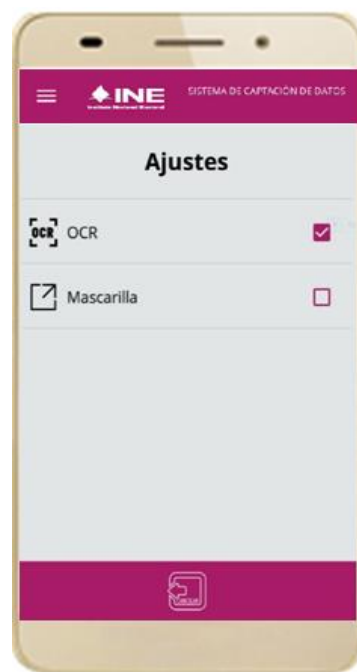 INE
Instituto Nacional Electoral
SISTEMA DE CAPTACIÓN DE DATOS
Ajustes
OCR OCR
Mascarilla